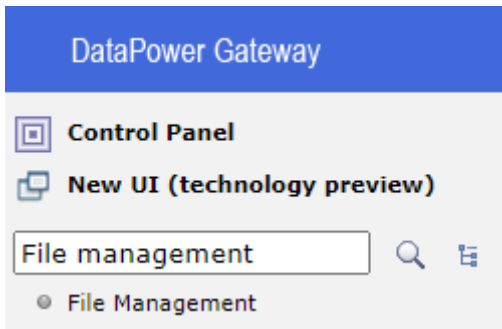 DataPower Gateway
Control Panel
New UI (technology preview)
File management
File Management